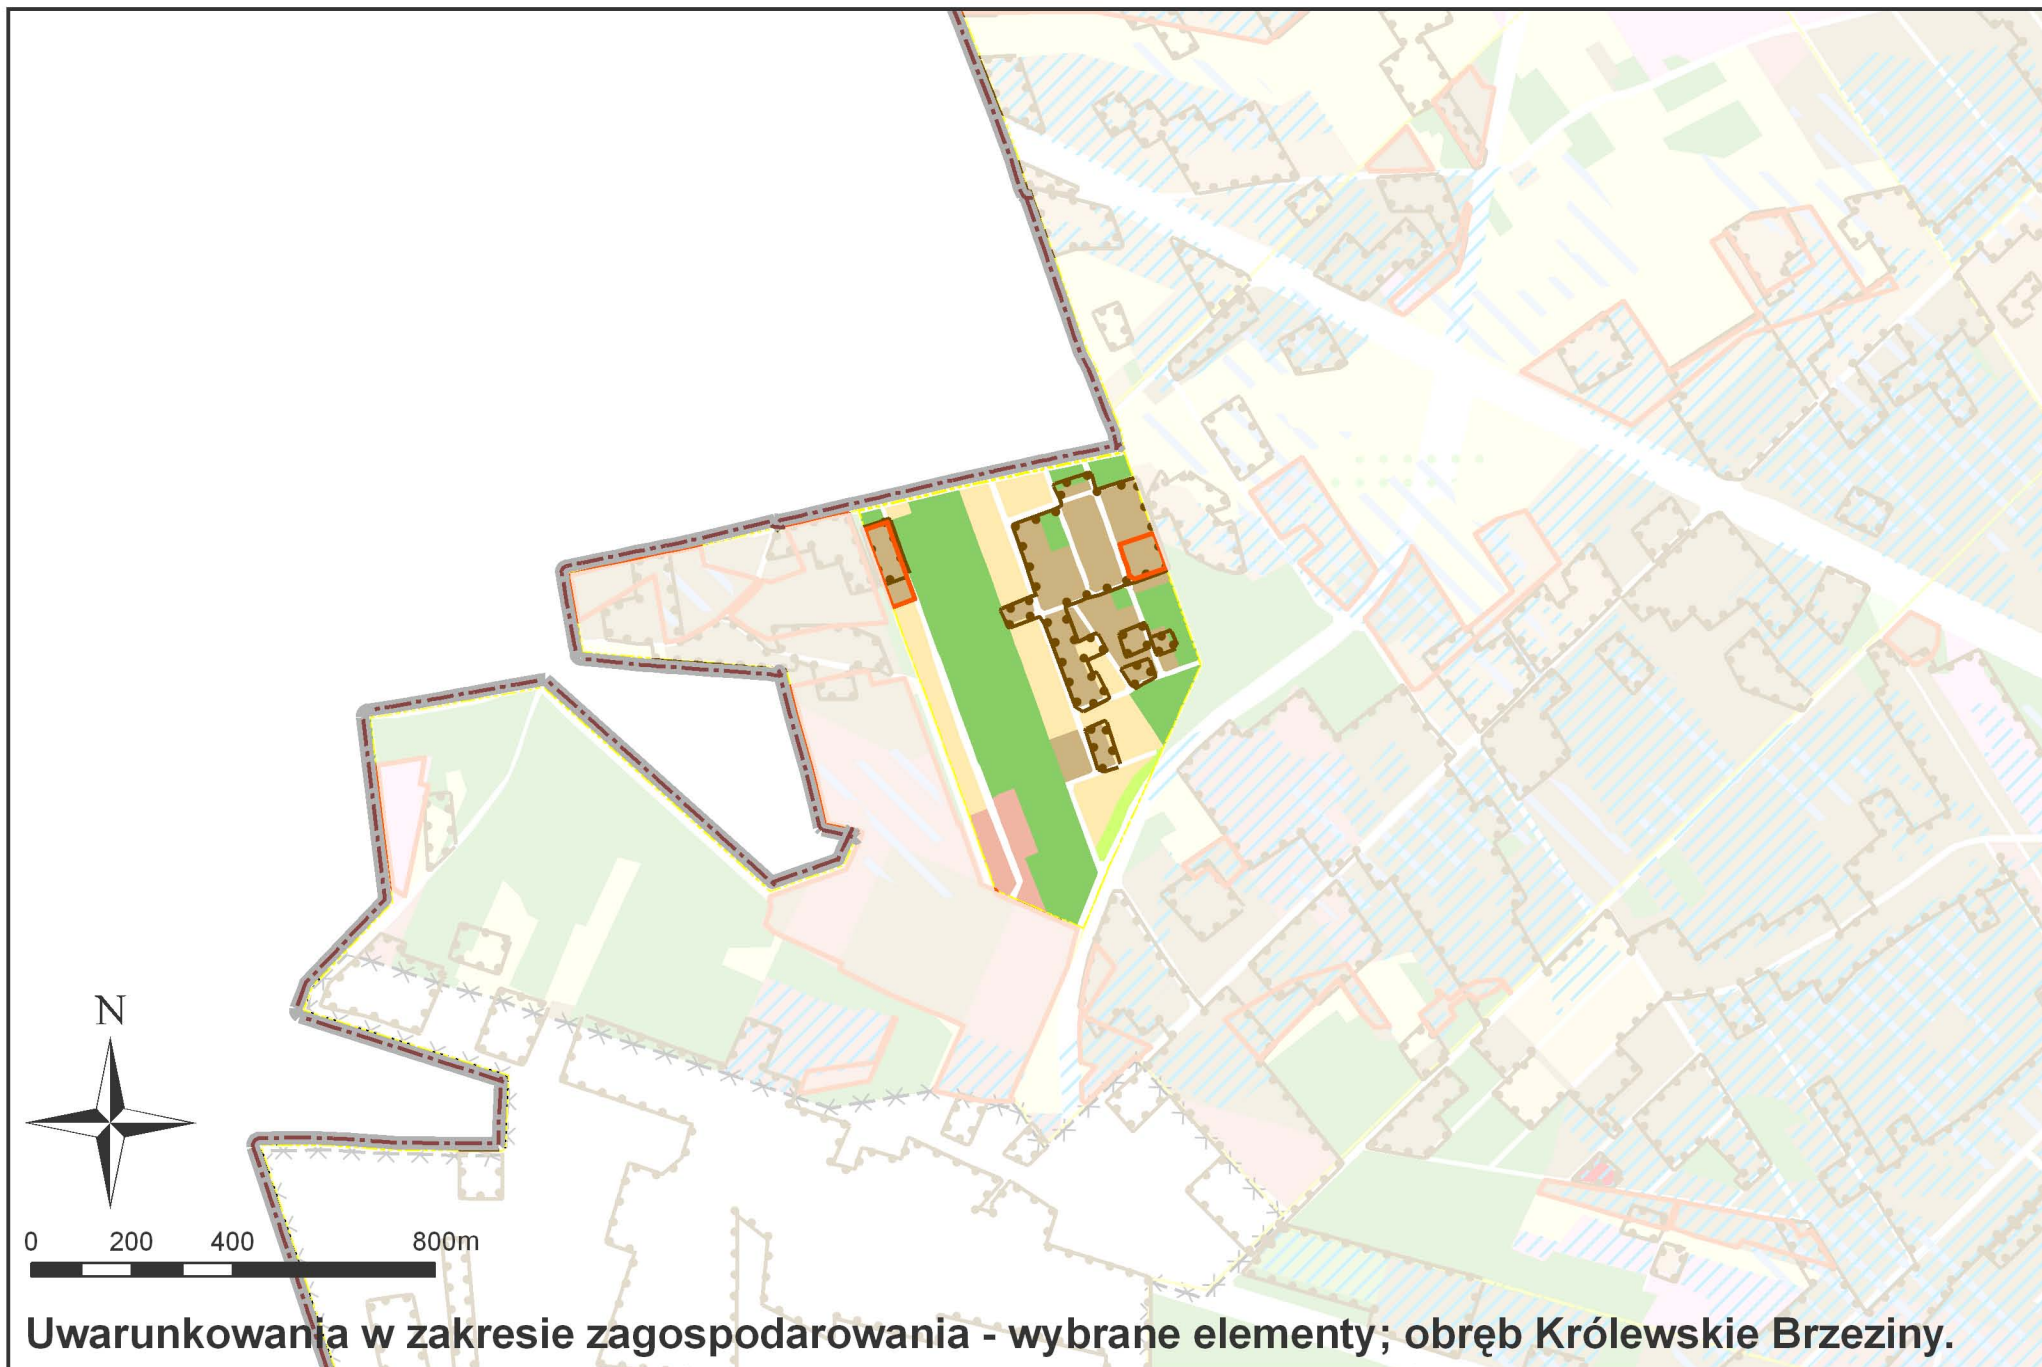 N
0 200 400 800m
Uwarunkowania w zakresie zagospodarowania - wybrane elementy; obręb Królewskie Brzeziny.